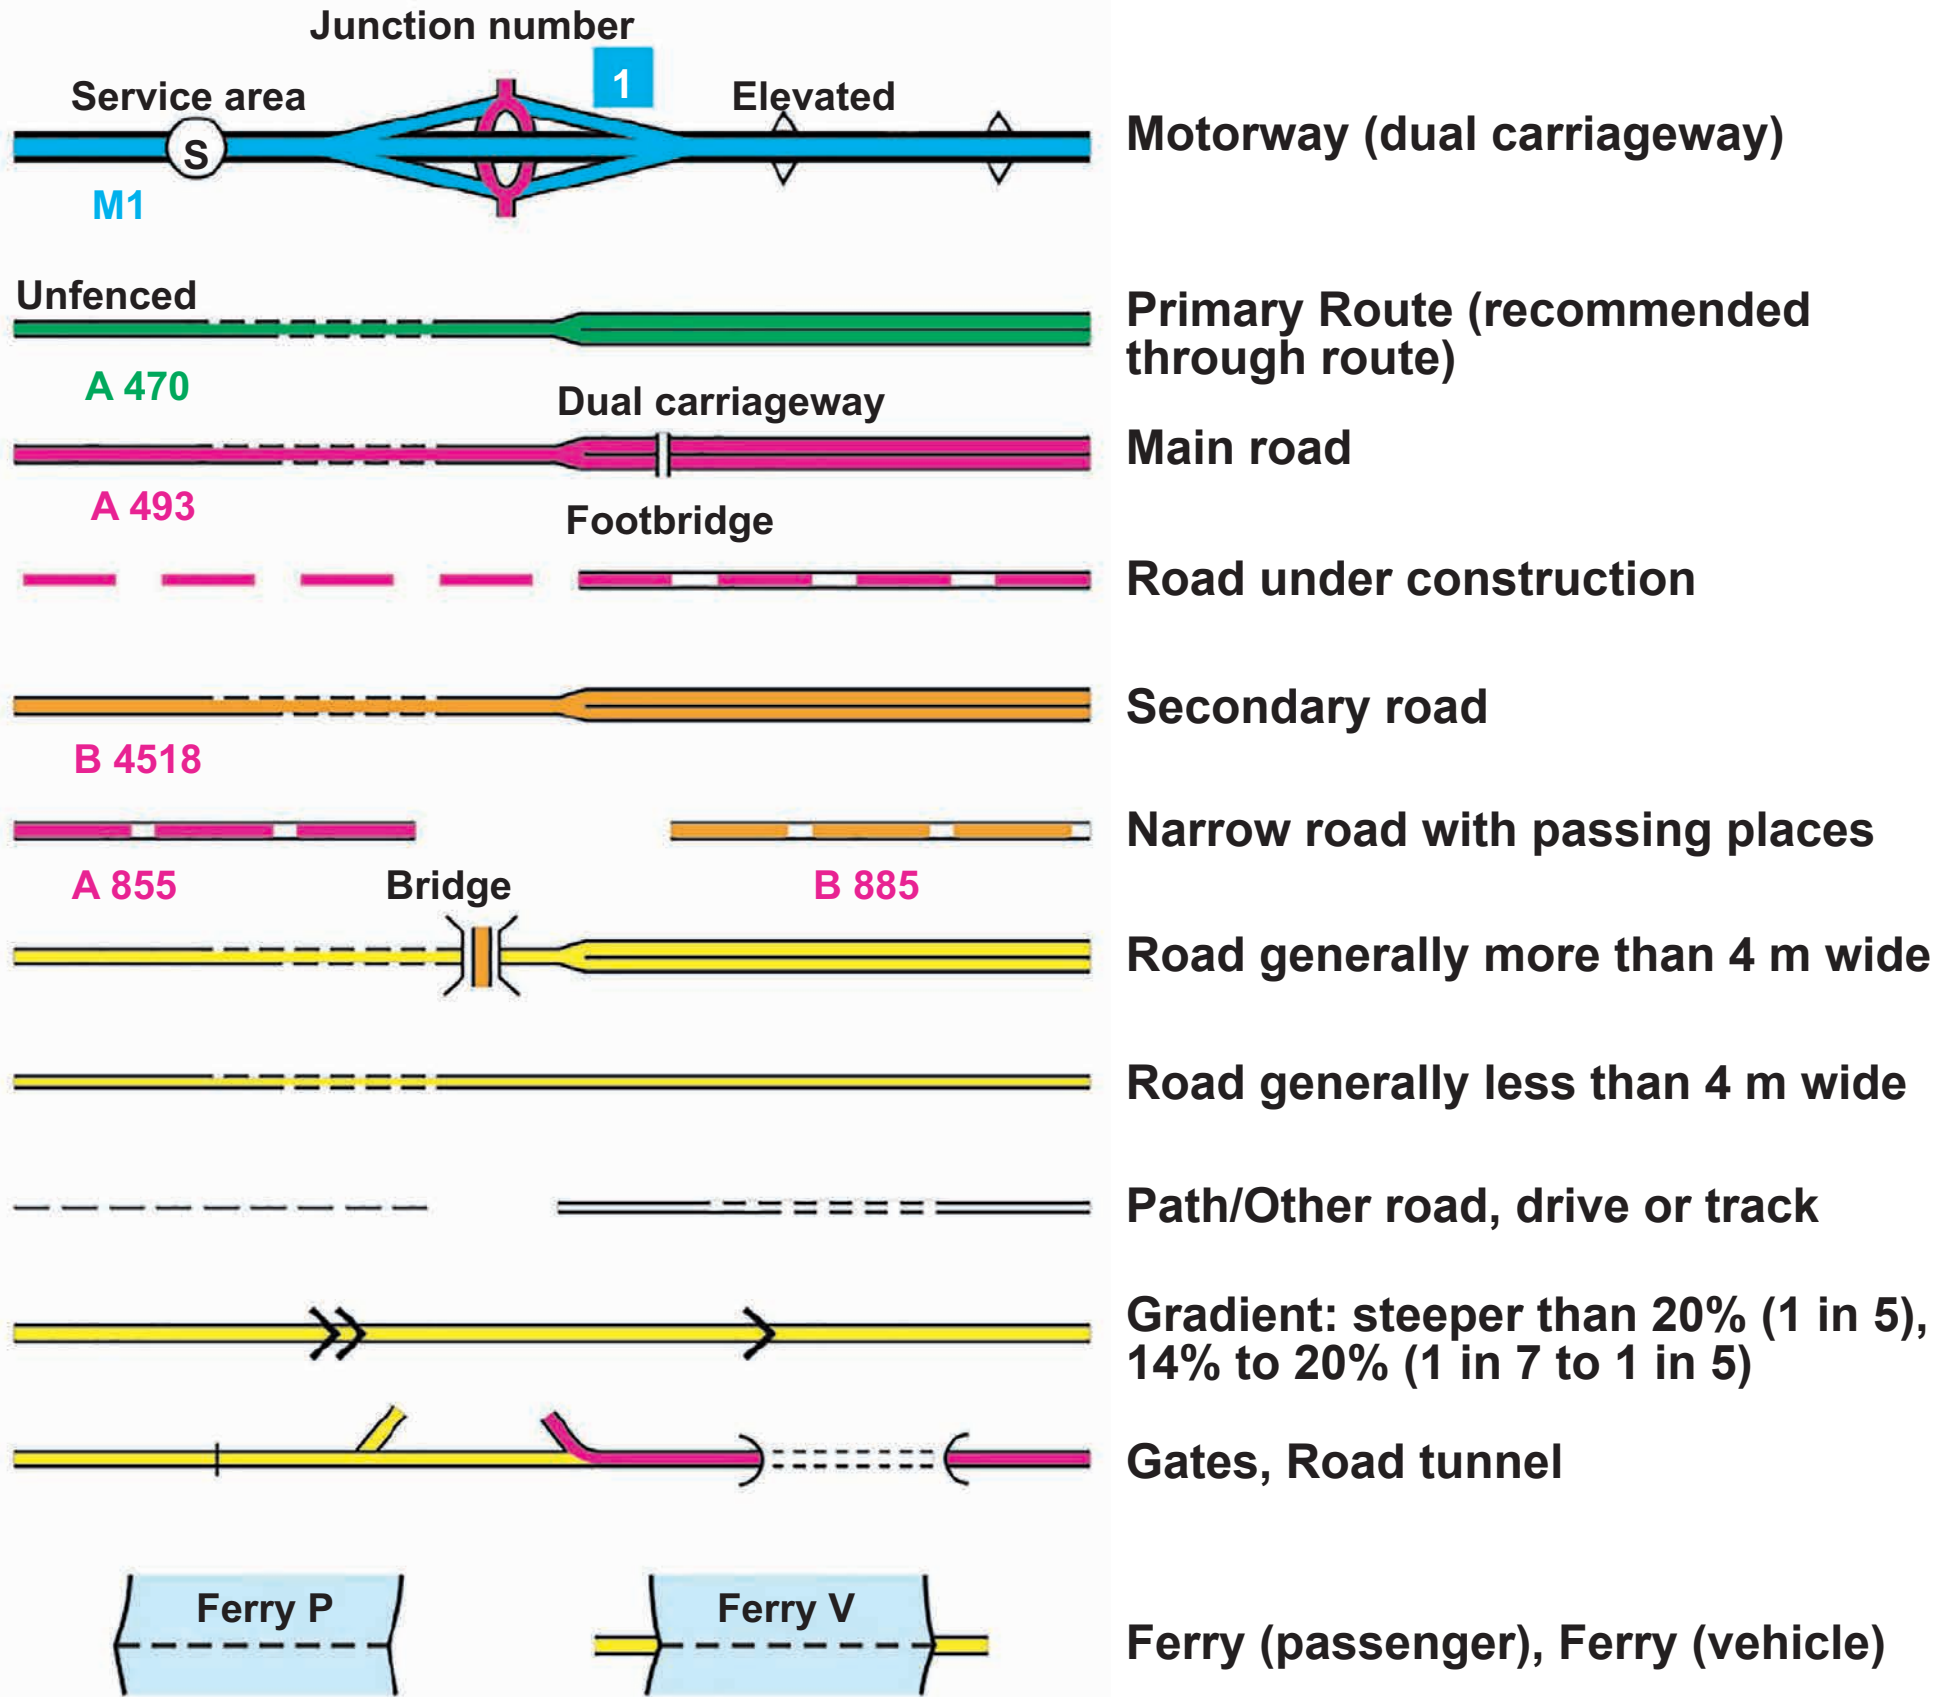 Junction number
1
Service area
Elevated
S
M1
Motorway (dual carriageway)
Unfenced
A 470
Primary Route (recommended
through route)
Dual carriageway
A 493
Main road
Footbridge
Road under construction
B 4518
Secondary road
Narrow road with passing places
A 855
Bridge
B 885
Road generally more than 4 m wide
Road generally less than 4 m wide
Path/Other road, drive or track
Gradient: steeper than 20% (1 in 5),
14% to 20% (1 in 7 to 1 in 5)
Gates, Road tunnel
Ferry P
Ferry V
Ferry (passenger), Ferry (vehicle)